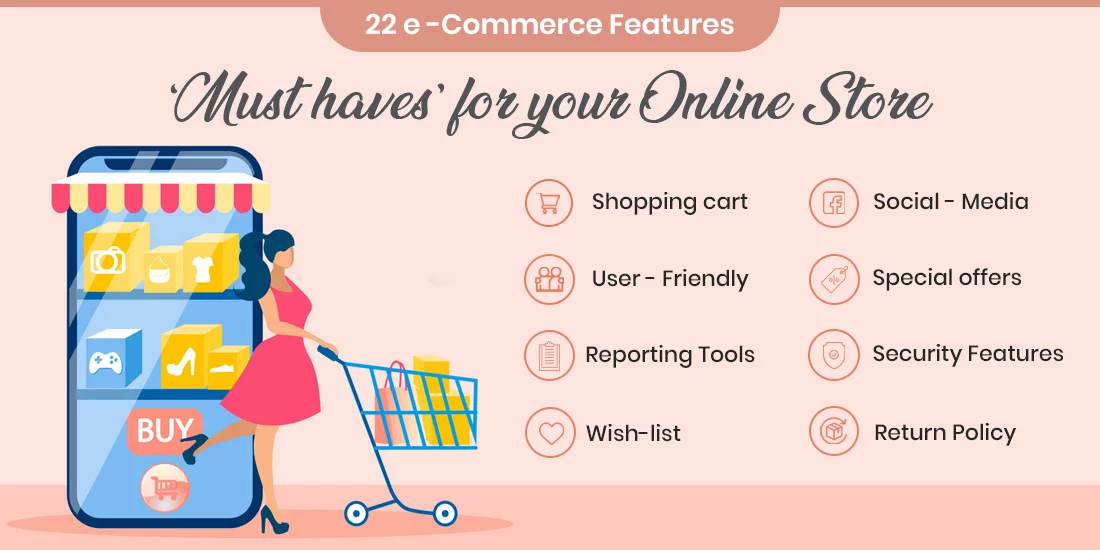 22 e -Commerce Features
‘Must haves’ for your Online Store
Shopping cart
Social - Media
User - Friendly
Special offers
Reporting Tools
Security Features
Wish-list
Return Policy
BUY